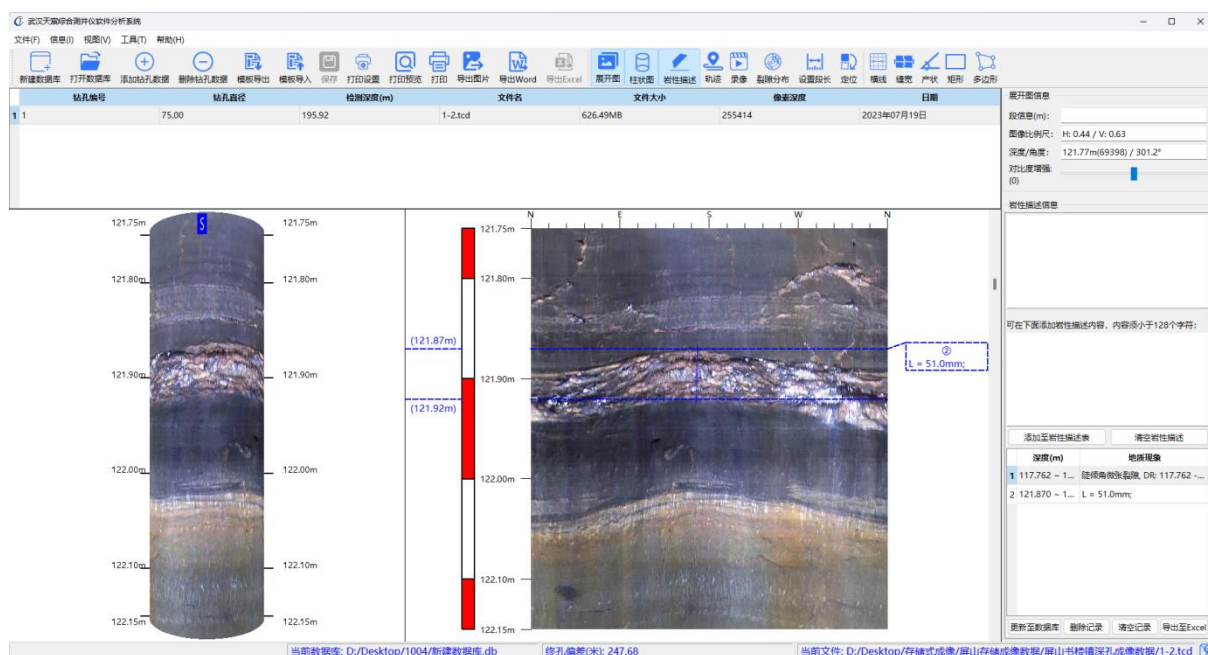 武汉天宸综合测井仪软件分析系统
文件(F) 信息(I) 视图(V) 工具(T) 帮助(H)
新建数据库 打开数据库 添加钻孔数据 删除钻孔数据 模板导出 模板导入 保存 打印设置 打印预览 打印 导出图片 导出Word 导出Excel 展开图 柱状图 岩性描述 轨迹 录像 裂隙分布 设置段长 定位 横线 缝宽 产状 矩形 多边形
钻孔编号 钻孔直径 检测深度(m) 文件名 文件大小 像素深度 日期
1 1 75.00 195.92 1-2.tcd 626.49MB 255414 2023年07月19日
展开图信息
段信息(m):
图像比例尺: H: 0.44 / V: 0.63
深度/角度: 121.77m(69398) / 301.2°
对比度增强:
(0)
岩性描述信息
N E S W N
121.75m S 121.75m 121.75m
121.80m 121.80m 121.80m
可在下面添加岩性描述内容，内容须小于128个字符:
(121.87m) ②
L = 51.0mm;
121.90m 121.90m 121.90m
(121.92m)
添加至岩性描述表 清空岩性描述
深度(m) 地质现象
122.00m 122.00m 122.00m
1 117.762 ~ 1... 陡倾角微张裂隙, DR: 117.762 -...
2 121.870 ~ 1... L = 51.0mm;
122.10m 122.10m 122.10m
122.15m 122.15m 122.15m
更新至数据库 删除记录 清空记录 导出至Excel
当前数据库: D:/Desktop/1004/新建数据库.db 终孔偏差(米): 247.68 当前文件: D:/Desktop/存储式成像/屏山存储成像数据/屏山书楼镇深孔成像数据/1-2.tcd